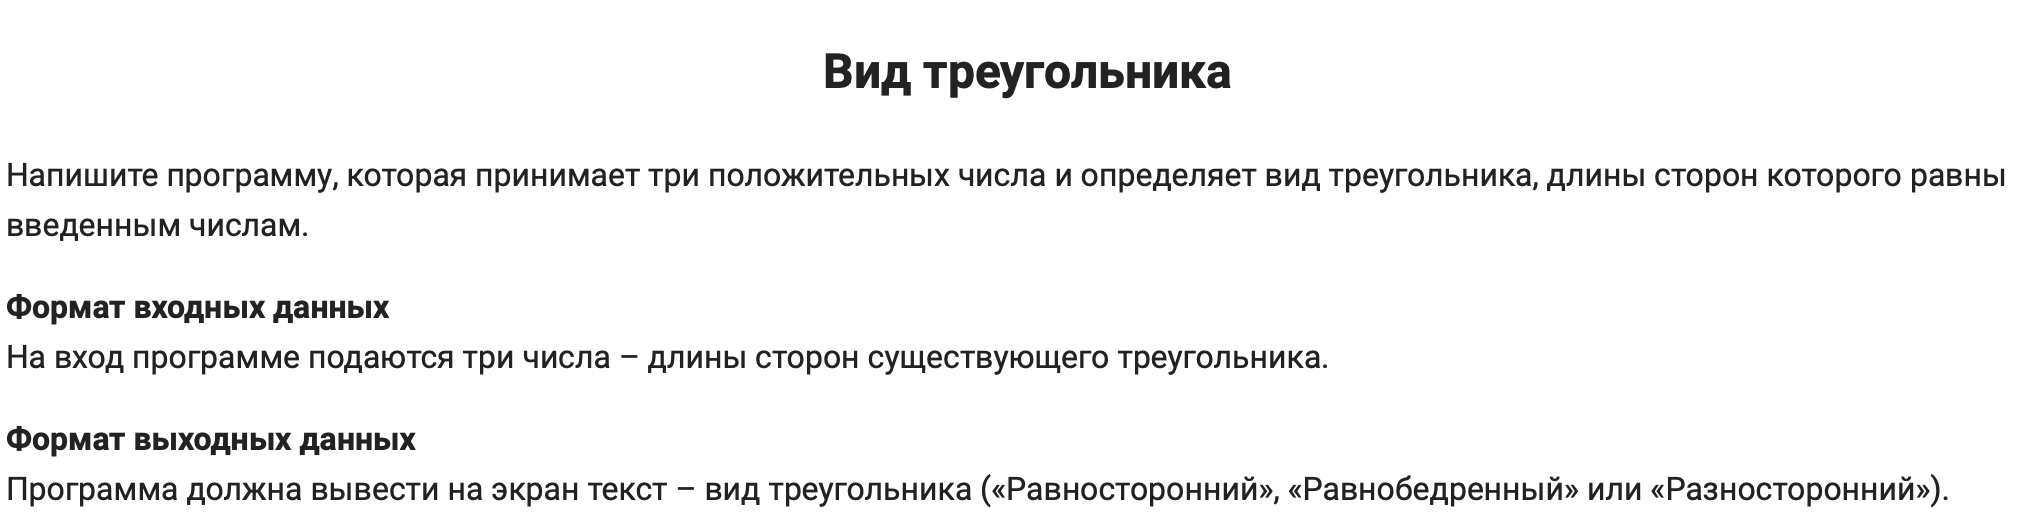 Вид треугольника
Напишите программу, которая принимает три положительных числа и определяет вид треугольника, длины сторон которого равны
введенным числам.
Формат входных данных
На вход программе подаются три числа – длины сторон существующего треугольника.
Формат выходных данных
Программа должна вывести на экран текст – вид треугольника («Равносторонний», «Равнобедренный» или «Разносторонний»).